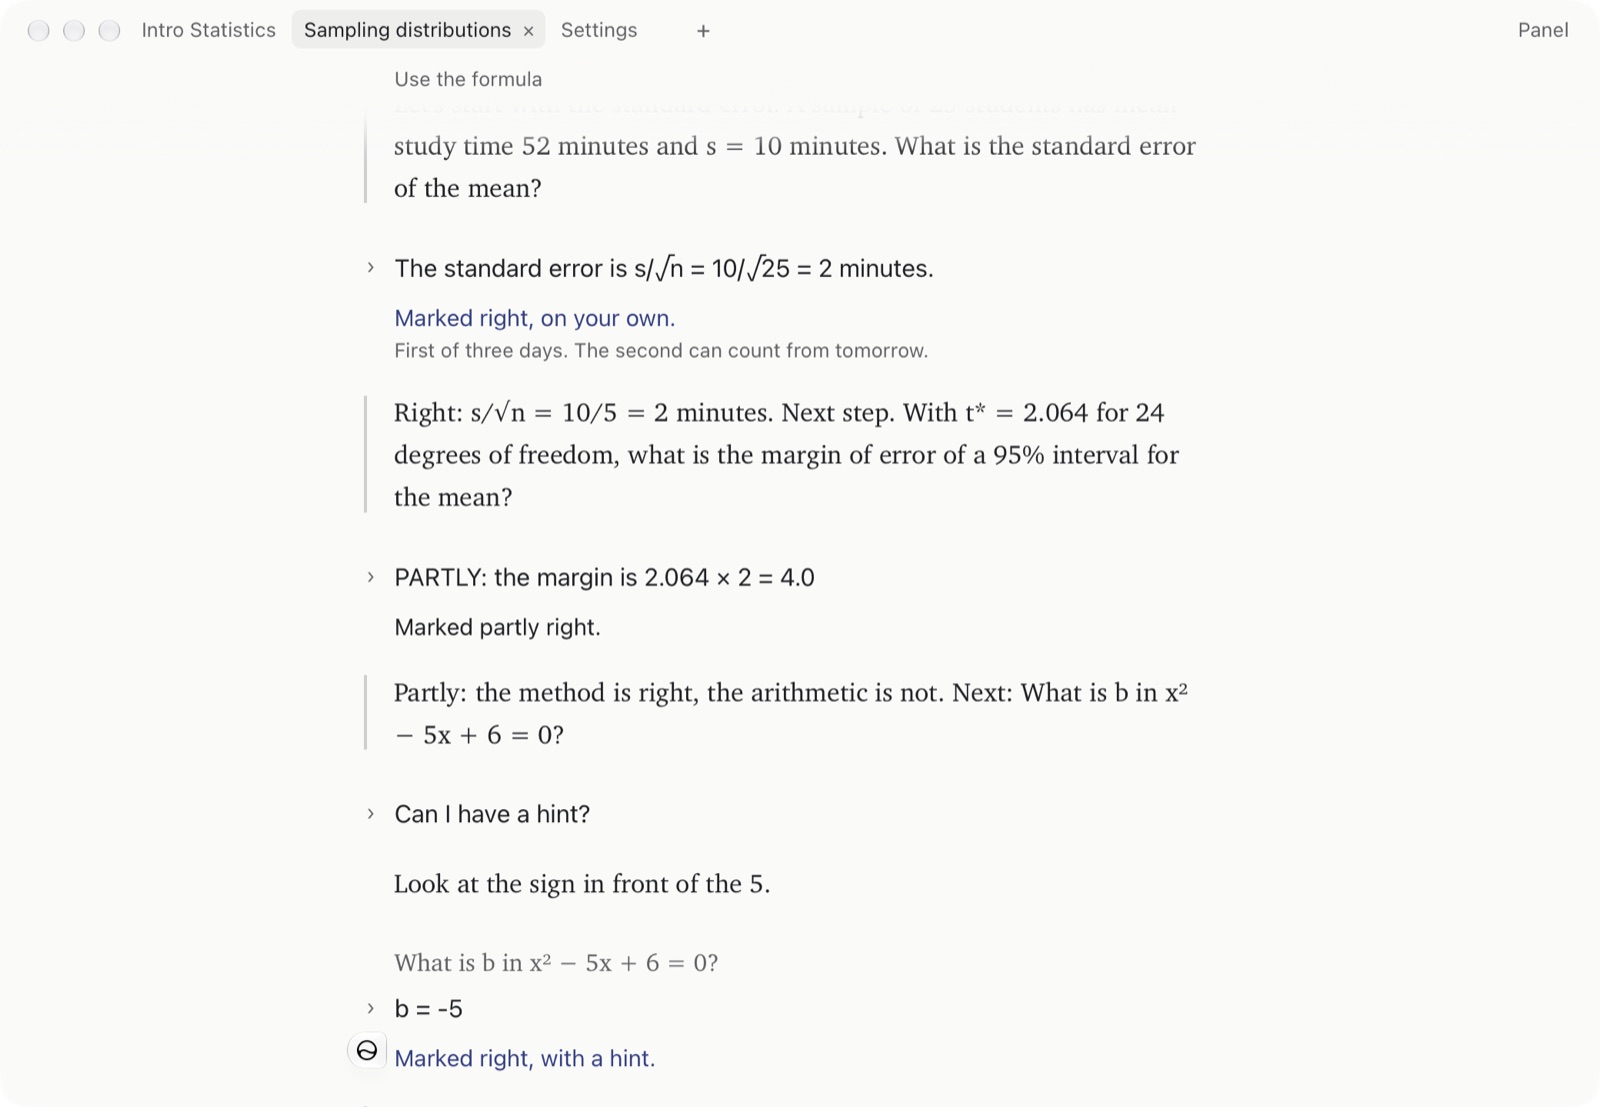 Intro Statistics
Sampling distributions ×
Settings
+
Panel
Use the formula
study time 52 minutes and s = 10 minutes. What is the standard error
of the mean?
› The standard error is s/√n = 10/√25 = 2 minutes.
Marked right, on your own.
First of three days. The second can count from tomorrow.
Right: s/√n = 10/5 = 2 minutes. Next step. With t* = 2.064 for 24
degrees of freedom, what is the margin of error of a 95% interval for
the mean?
› PARTLY: the margin is 2.064 × 2 = 4.0
Marked partly right.
Partly: the method is right, the arithmetic is not. Next: What is b in x²
− 5x + 6 = 0?
› Can I have a hint?
Look at the sign in front of the 5.
What is b in x² − 5x + 6 = 0?
› b = -5
Marked right, with a hint.